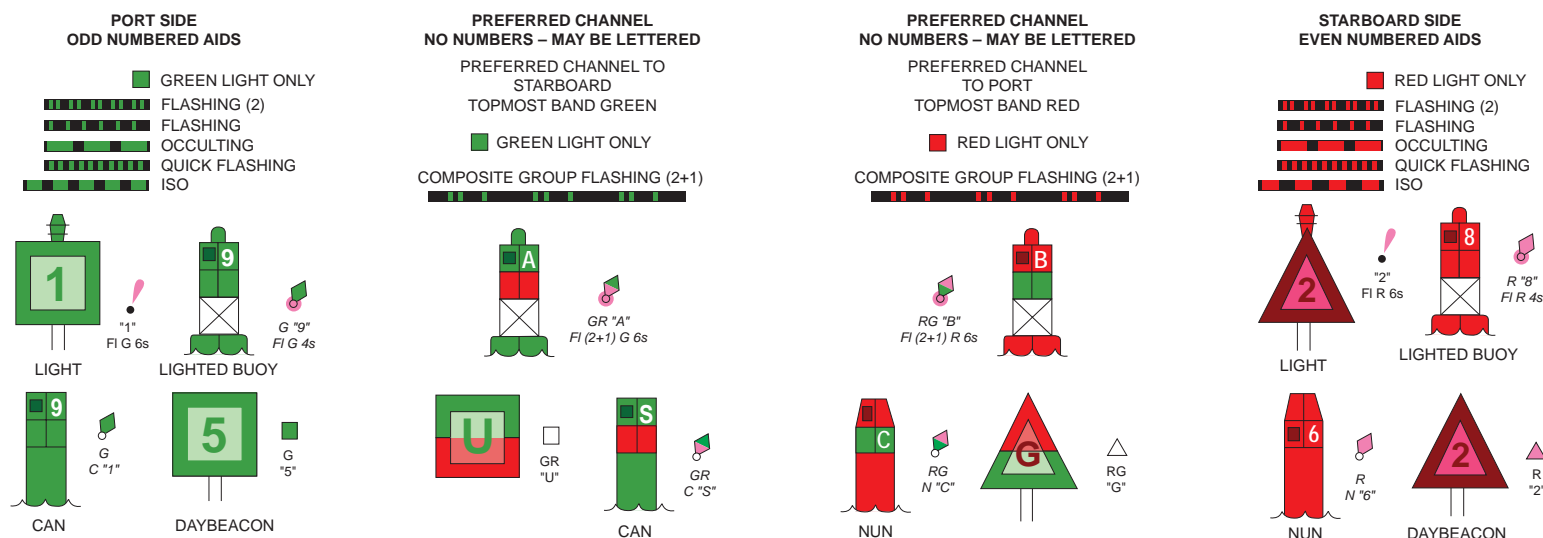 PORT SIDE
ODD NUMBERED AIDS
GREEN LIGHT ONLY
FLASHING (2)
FLASHING
OCCULTING
QUICK FLASHING
ISO
1
"1"
Fl G 6s
LIGHT
9
G "9"
Fl G 4s
LIGHTED BUOY
9
G
C "1"
CAN
5
G
"5"
DAYBEACON
PREFERRED CHANNEL
NO NUMBERS – MAY BE LETTERED
PREFERRED CHANNEL TO
STARBOARD
TOPMOST BAND GREEN
GREEN LIGHT ONLY
COMPOSITE GROUP FLASHING (2+1)
A
GR "A"
Fl (2+1) G 6s
U
GR
"U"
S
GR
C "S"
CAN
PREFERRED CHANNEL
NO NUMBERS – MAY BE LETTERED
PREFERRED CHANNEL
TO PORT
TOPMOST BAND RED
RED LIGHT ONLY
COMPOSITE GROUP FLASHING (2+1)
RG "B"
Fl (2+1) R 6s
B
C
RG
N "C"
NUN
G
RG
"G"
STARBOARD SIDE
EVEN NUMBERED AIDS
RED LIGHT ONLY
FLASHING (2)
FLASHING
OCCULTING
QUICK FLASHING
ISO
2
"2"
Fl R 6s
LIGHT
8
R "8"
Fl R 4s
LIGHTED BUOY
6
R
N "6"
NUN
2
R
"2"
DAYBEACON